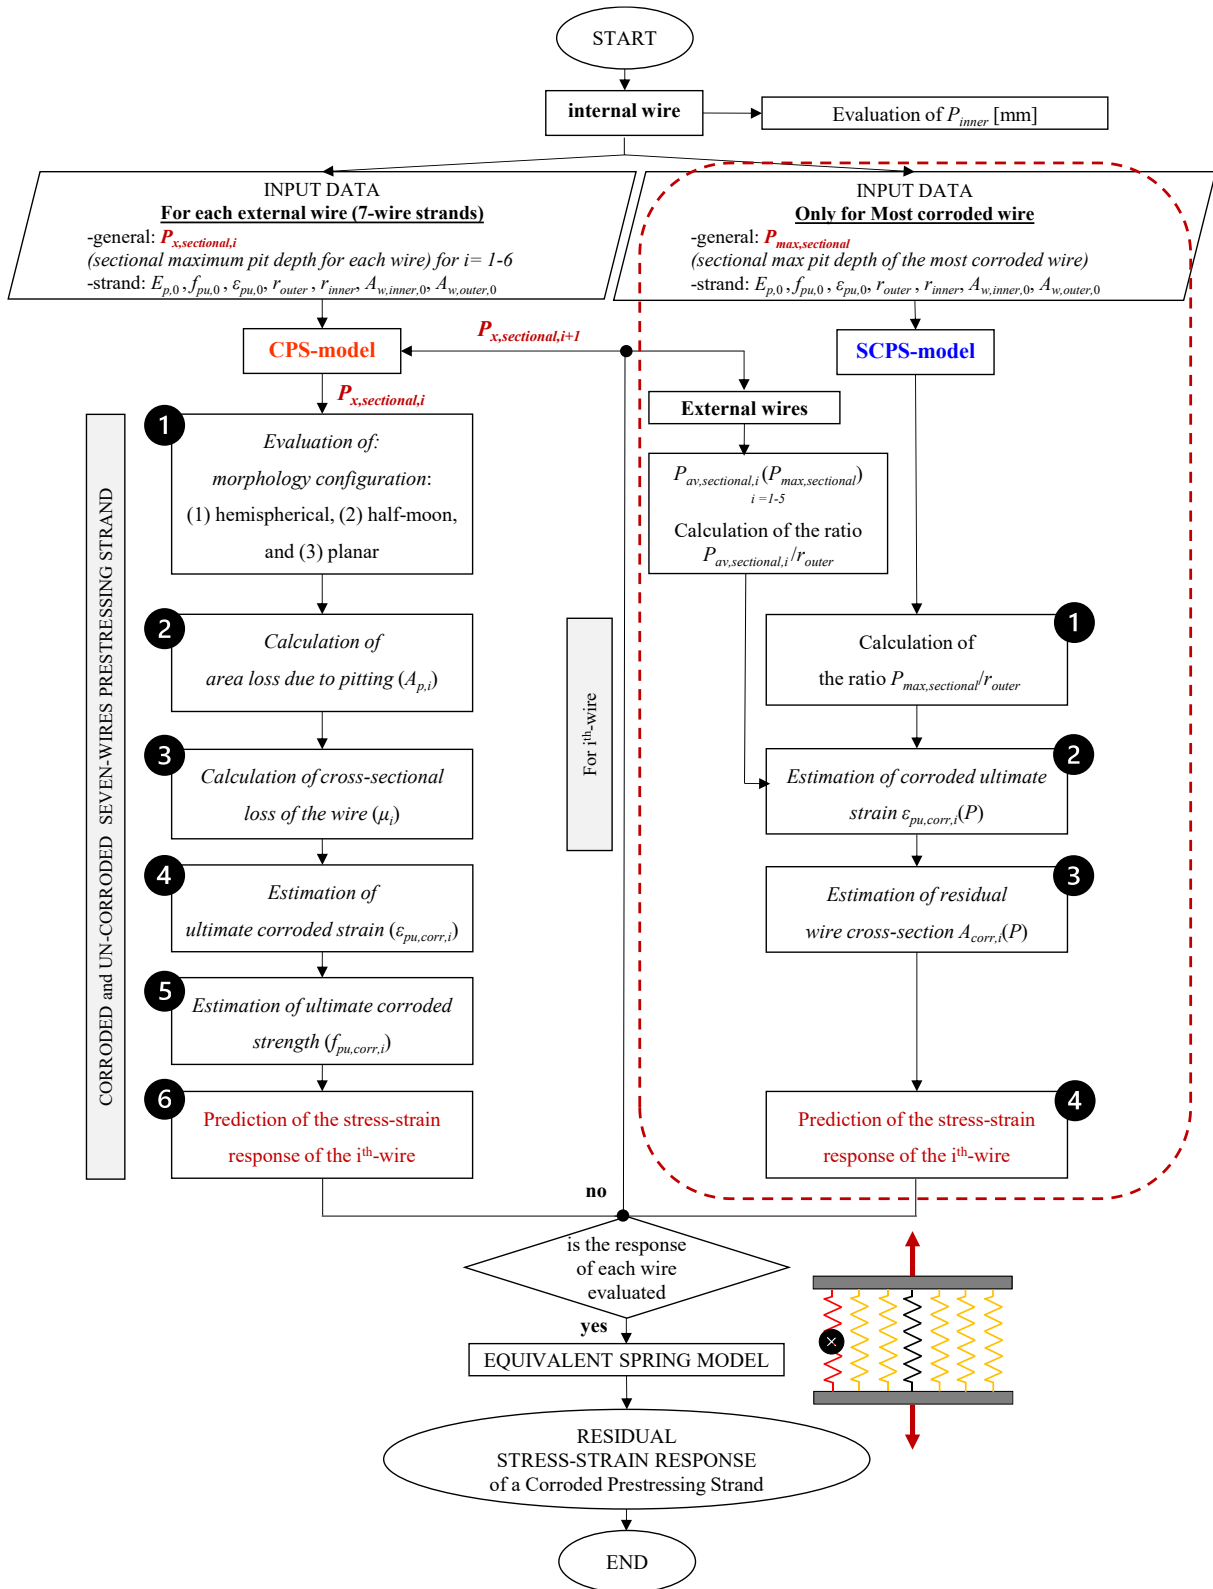 START
internal wire
Evaluation of P_inner [mm]
INPUT DATA
For each external wire (7-wire strands)
-general: P_x,sectional,i
(sectional maximum pit depth for each wire) for i= 1-6
-strand: E_p,0 , f_pu,0 , ε_pu,0, r_outer , r_inner, A_w,inner,0, A_w,outer,0
INPUT DATA
Only for Most corroded wire
-general: P_max,sectional
(sectional max pit depth of the most corroded wire)
-strand: E_p,0 , f_pu,0 , ε_pu,0, r_outer , r_inner, A_w,inner,0, A_w,outer,0
CPS-model
P_x,sectional,i+1
SCPS-model
P_x,sectional,i
External wires
CORRODED and UN-CORRODED SEVEN-WIRES PRESTRESSING STRAND
1
Evaluation of:
morphology configuration:
(1) hemispherical, (2) half-moon,
and (3) planar
P_av,sectional,i (P_max,sectional)
i =1-5
Calculation of the ratio
P_av,sectional,i/r_outer
2
Calculation of
area loss due to pitting (A_p,i)
For i^th-wire
1
Calculation of
the ratio P_max,sectional/r_outer
3
Calculation of cross-sectional
loss of the wire (μ_i)
2
Estimation of corroded ultimate
strain ε_pu,corr,i(P)
4
Estimation of
ultimate corroded strain (ε_pu,corr,i)
3
Estimation of residual
wire cross-section A_corr,i(P)
5
Estimation of ultimate corroded
strength (f_pu,corr,i)
6
Prediction of the stress-strain
response of the i^th-wire
4
Prediction of the stress-strain
response of the i^th-wire
no
is the response
of each wire
evaluated
yes
EQUIVALENT SPRING MODEL
RESIDUAL
STRESS-STRAIN RESPONSE
of a Corroded Prestressing Strand
END